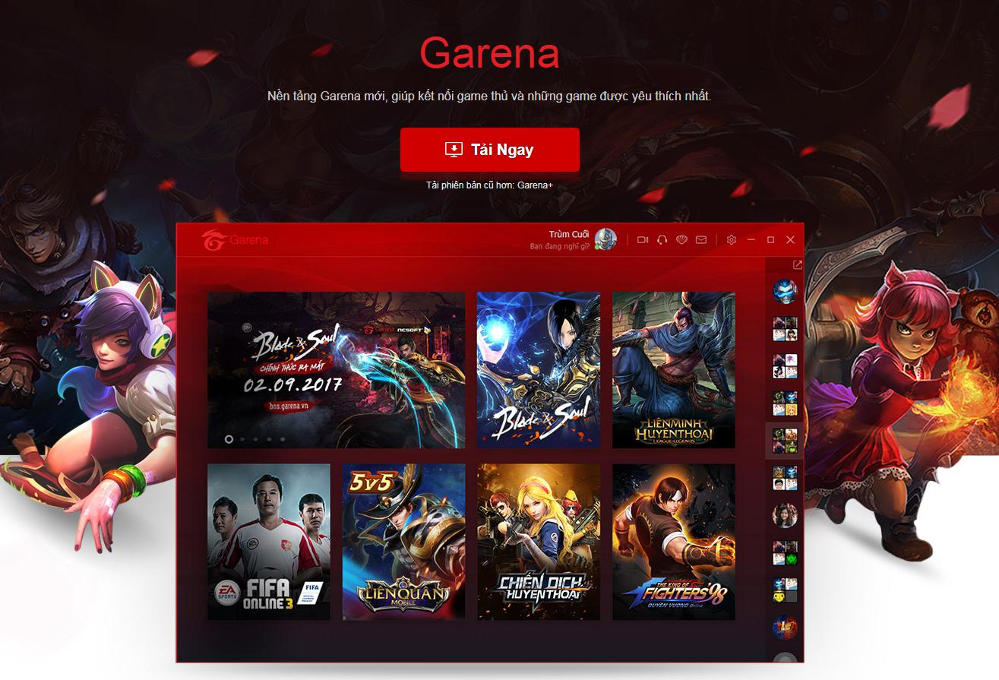 Garena
Nền tảng Garena mới, giúp kết nối game thủ và những game được yêu thích nhất.
Tải Ngay
Tải phiên bản cũ hơn: Garena+
Garena
Trùm Cuối
Bạn đang nghĩ gì?
18+
Garena NCSOFT
Blade & Soul
CHÍNH THỨC RA MẮT
02.09.2017
bns.garena.vn
Blade & Soul
LIÊN MINH
HUYỀN THOẠI
LEAGUE of LEGENDS
EA
SPORTS
FIFA
ONLINE 3
FIFA
OFFICIAL
LICENSED
PRODUCT
5v5
LIÊN QUÂN
MOBILE
CHIẾN DỊCH
HUYỀN THOẠI
THE KING OF
FIGHTERS'98
QUYỀN VƯƠNG Online